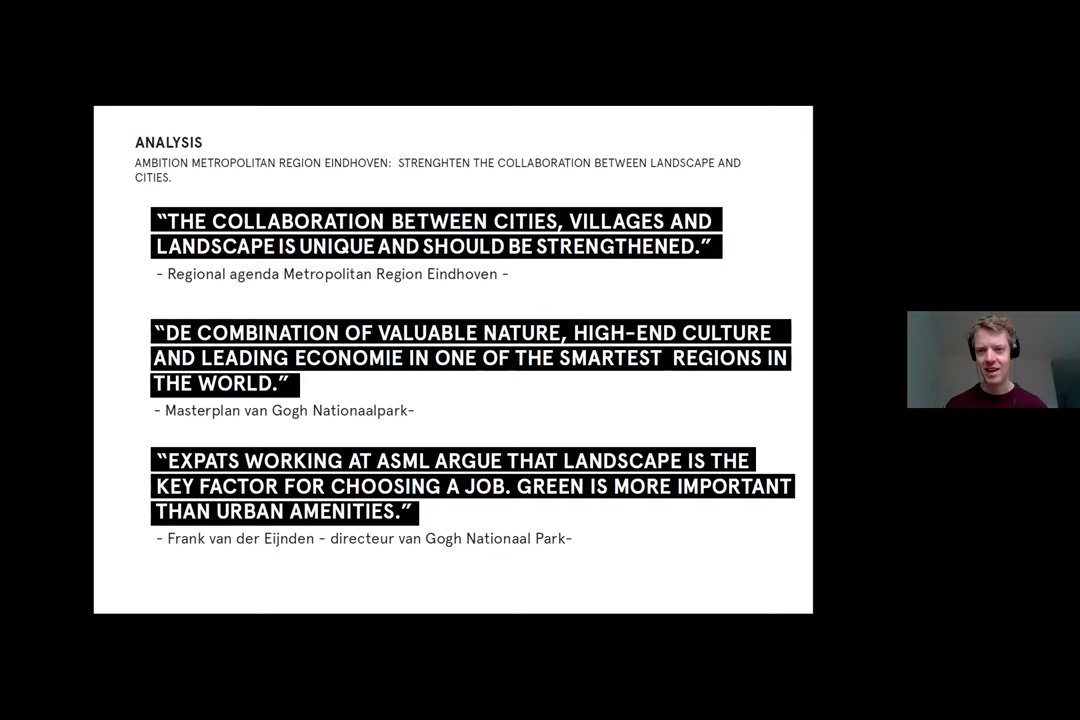 ANALYSIS
AMBITION METROPOLITAN REGION EINDHOVEN: STRENGHTEN THE COLLABORATION BETWEEN LANDSCAPE AND
CITIES.
“THE COLLABORATION BETWEEN CITIES, VILLAGES AND
LANDSCAPE IS UNIQUE AND SHOULD BE STRENGTHENED.”
- Regional agenda Metropolitan Region Eindhoven -
“DE COMBINATION OF VALUABLE NATURE, HIGH-END CULTURE
AND LEADING ECONOMIE IN ONE OF THE SMARTEST REGIONS IN
THE WORLD.”
- Masterplan van Gogh Nationaalpark-
“EXPATS WORKING AT ASML ARGUE THAT LANDSCAPE IS THE
KEY FACTOR FOR CHOOSING A JOB. GREEN IS MORE IMPORTANT
THAN URBAN AMENITIES.”
- Frank van der Eijnden - directeur van Gogh Nationaal Park-